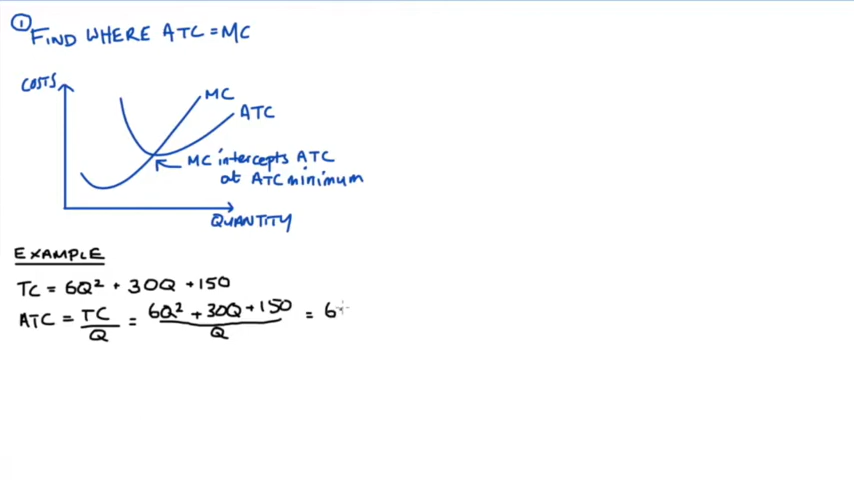 ① FIND WHERE ATC = MC
COSTS
MC
ATC
MC intercepts ATC
at ATC minimum
QUANTITY
EXAMPLE
TC = 6Q² + 30Q + 150
ATC = TC/Q = (6Q² + 30Q + 150)/Q = 6